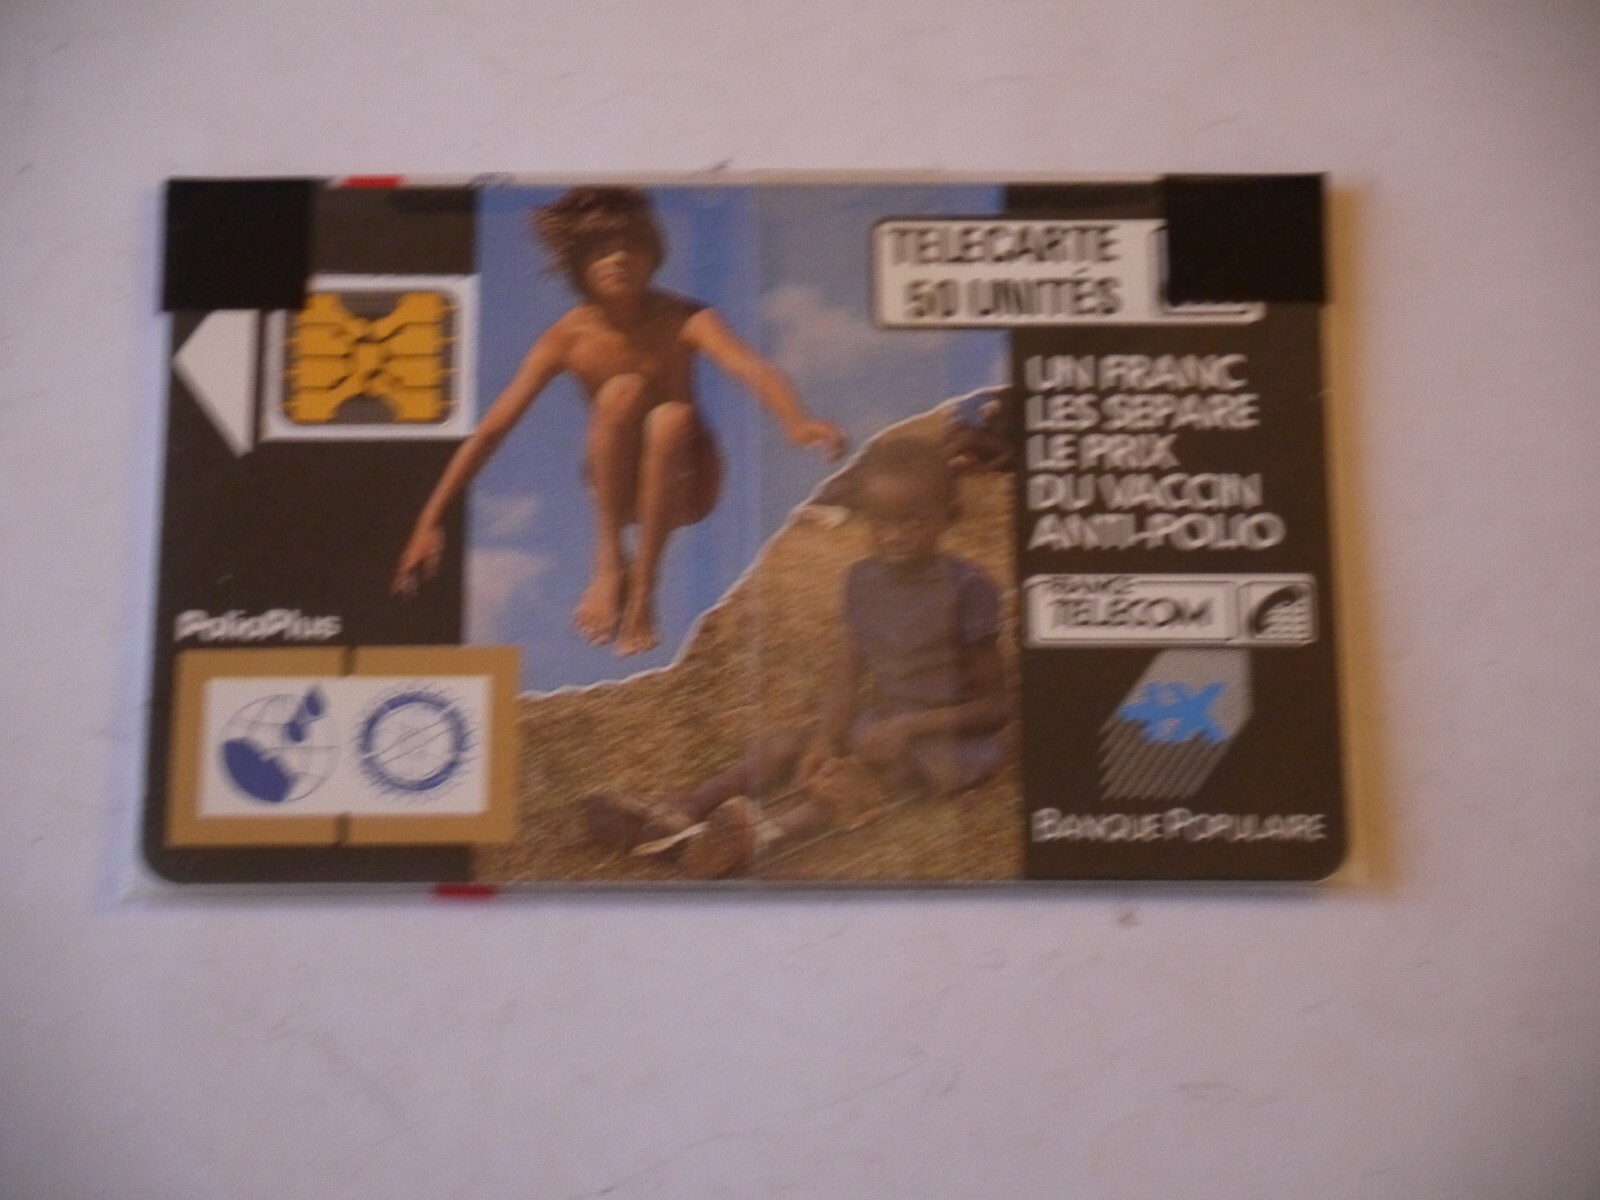 TELECARTE
50 UNITÉS
UN FRANC
LES SEPARE
LE PRIX
DU VACCIN
ANTI-POLIO
FRANCE
TELECOM
PolioPlus
BANQUE POPULAIRE